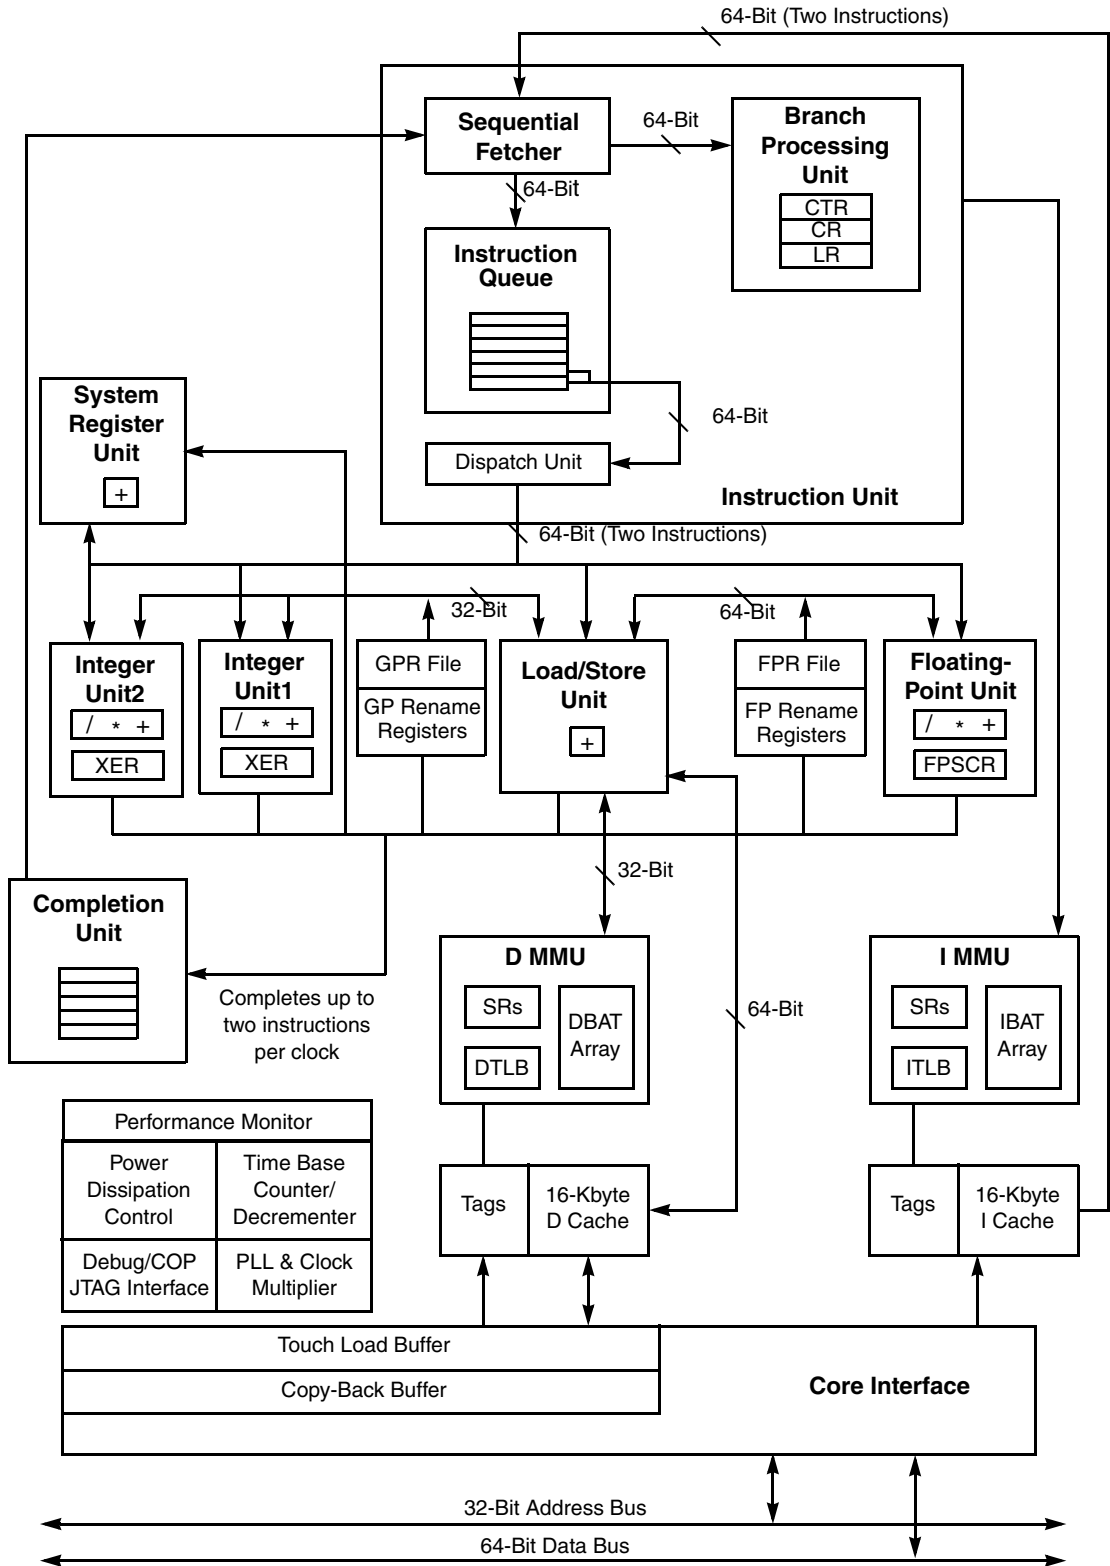 64-Bit (Two Instructions)
Sequential
Fetcher
64-Bit
Branch
Processing
Unit
CTR
CR
LR
64-Bit
Instruction
Queue
System
Register
Unit
+
64-Bit
Dispatch Unit
Instruction Unit
64-Bit (Two Instructions)
32-Bit
64-Bit
Integer
Unit2
/ * +
XER
Integer
Unit1
/ * +
XER
GPR File
GP Rename
Registers
Load/Store
Unit
+
FPR File
FP Rename
Registers
Floating-
Point Unit
/ * +
FPSCR
32-Bit
Completion
Unit
Completes up to
two instructions
per clock
D MMU
SRs
DBAT
Array
DTLB
64-Bit
I MMU
SRs
IBAT
Array
ITLB
Performance Monitor
Power
Dissipation
Control
Time Base
Counter/
Decrementer
Debug/COP
JTAG Interface
PLL & Clock
Multiplier
Tags
16-Kbyte
D Cache
Tags
16-Kbyte
I Cache
Touch Load Buffer
Copy-Back Buffer
Core Interface
32-Bit Address Bus
64-Bit Data Bus